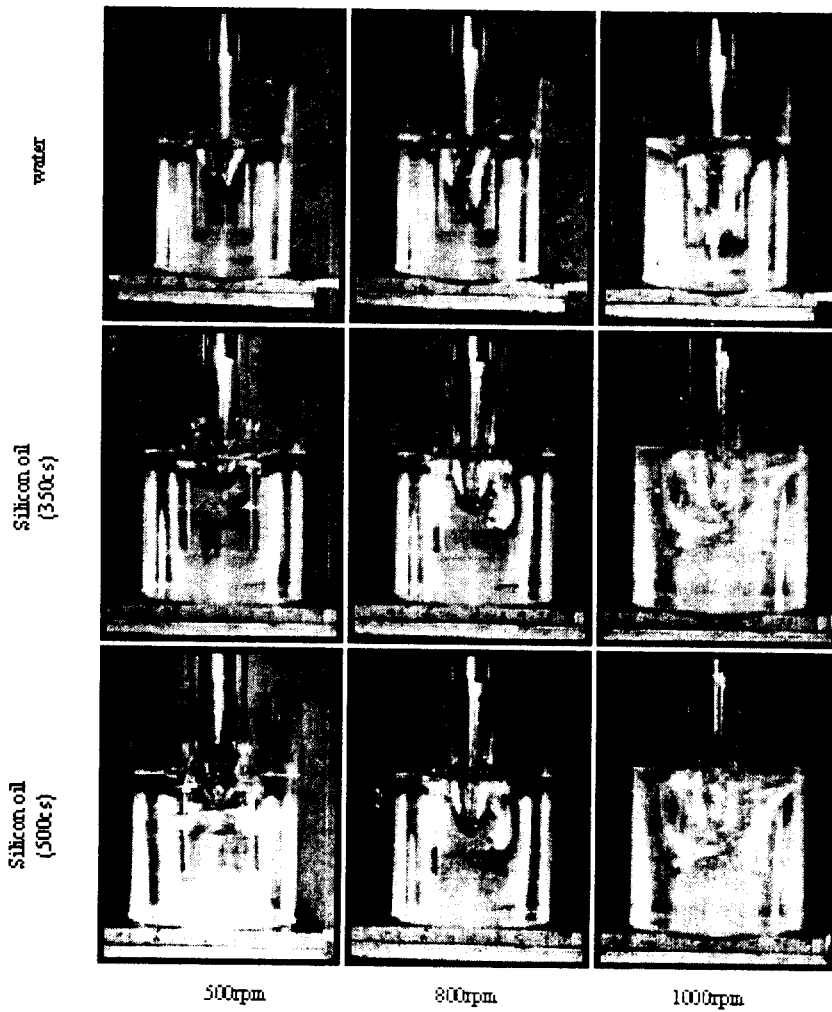 water
Silicon oil
(350cs)
Silicon oil
(500cs)
500rpm
800rpm
1000rpm